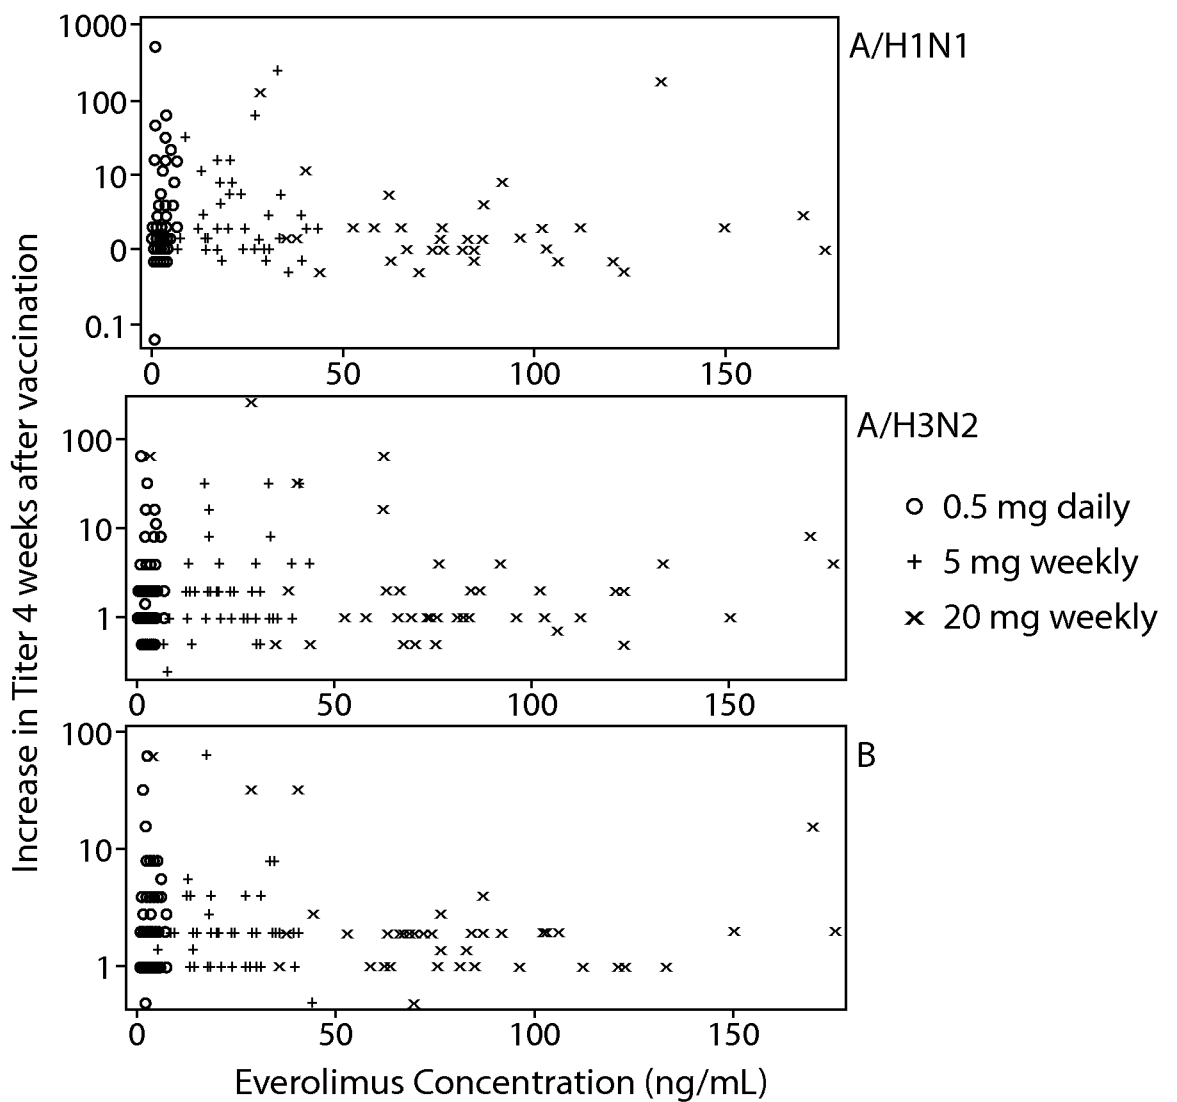 Increase in Titer 4 weeks after vaccination
1000
100
10
0
0.1
0 50 100 150
A/H1N1
100
10
1
0 50 100 150
A/H3N2
0.5 mg daily
5 mg weekly
20 mg weekly
100
10
1
0 50 100 150
B
Everolimus Concentration (ng/mL)